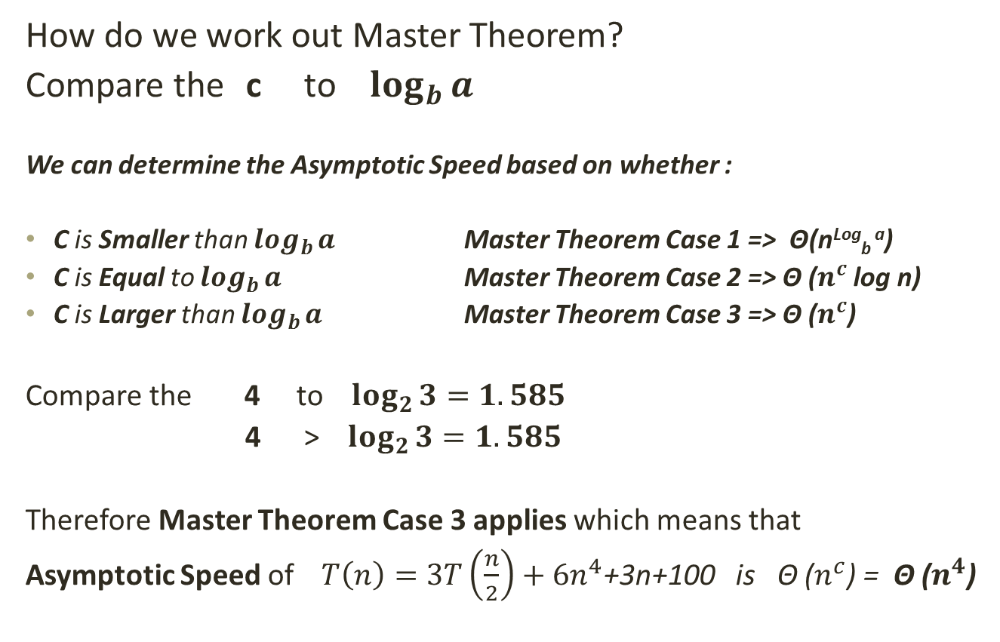 How do we work out Master Theorem?
Compare the c to log_b a
We can determine the Asymptotic Speed based on whether :
• C is Smaller than log_b a Master Theorem Case 1 => Θ(n^(Log_b a))
• C is Equal to log_b a Master Theorem Case 2 => Θ (n^c log n)
• C is Larger than log_b a Master Theorem Case 3 => Θ (n^c)
Compare the 4 to log_2 3 = 1.585
4 > log_2 3 = 1.585
Therefore Master Theorem Case 3 applies which means that
Asymptotic Speed of T(n) = 3T(n/2) + 6n^4+3n+100 is Θ (n^c) = Θ (n^4)